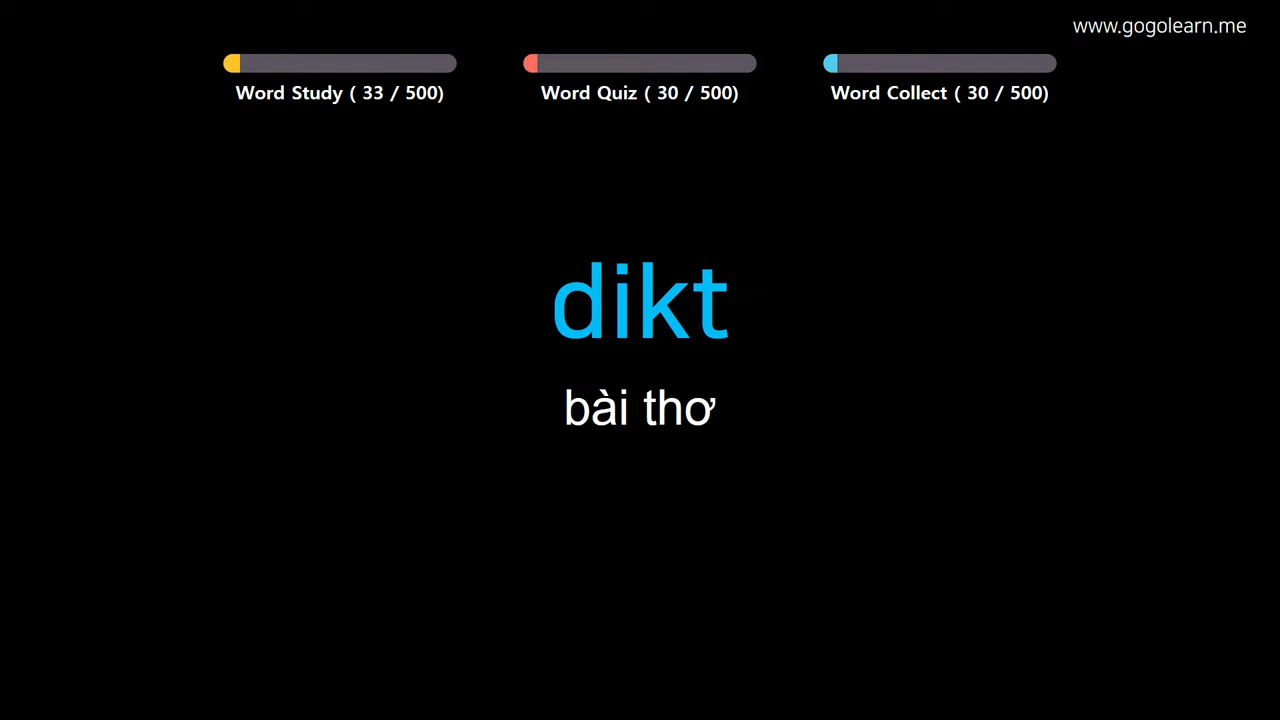 www.gogolearn.me
Word Study ( 33 / 500)
Word Quiz ( 30 / 500)
Word Collect ( 30 / 500)
dikt
bài thơ